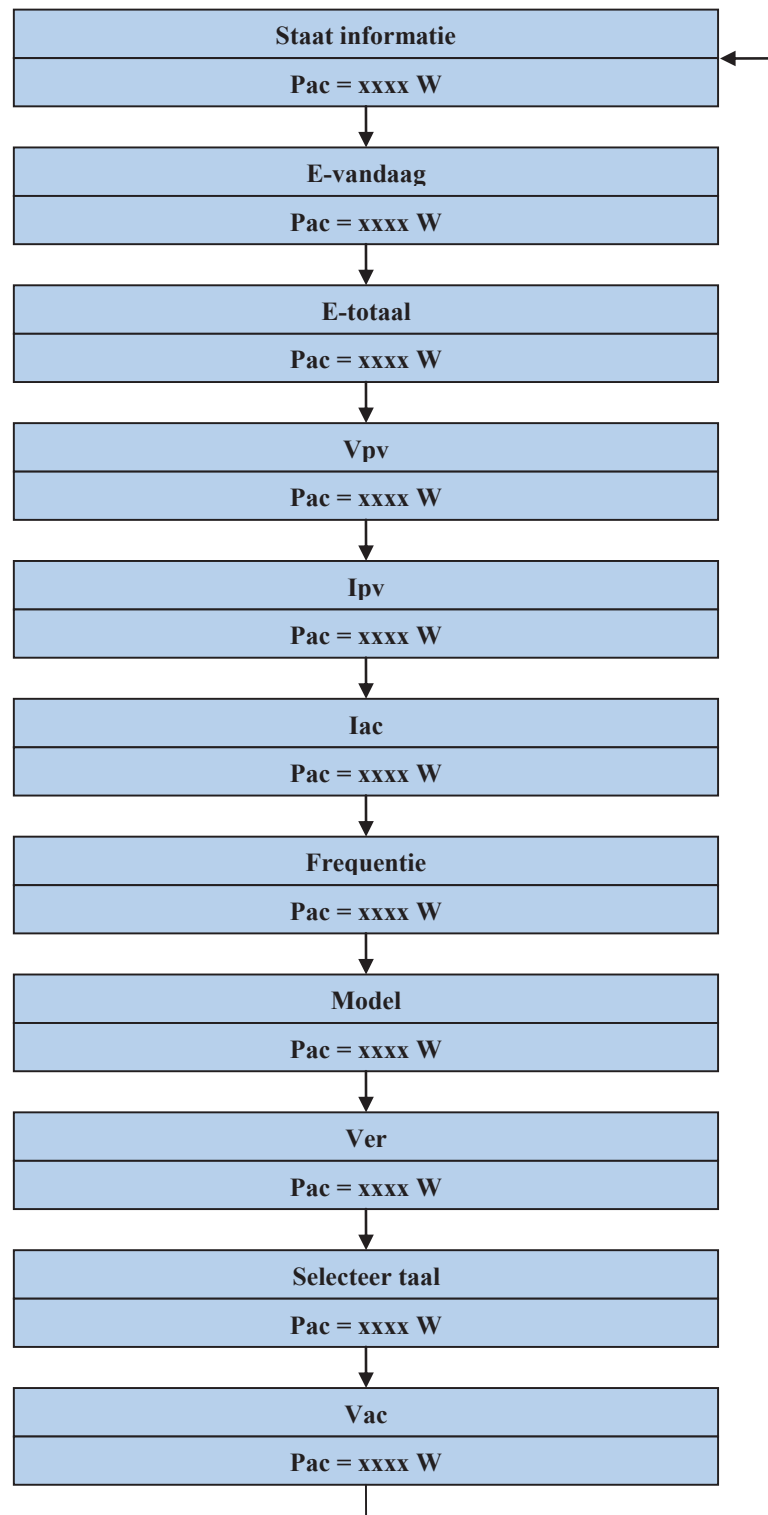 Staat informatie
Pac = xxxx W
E-vandaag
Pac = xxxx W
E-totaal
Pac = xxxx W
Vpv
Pac = xxxx W
Ipv
Pac = xxxx W
Iac
Pac = xxxx W
Frequentie
Pac = xxxx W
Model
Pac = xxxx W
Ver
Pac = xxxx W
Selecteer taal
Pac = xxxx W
Vac
Pac = xxxx W